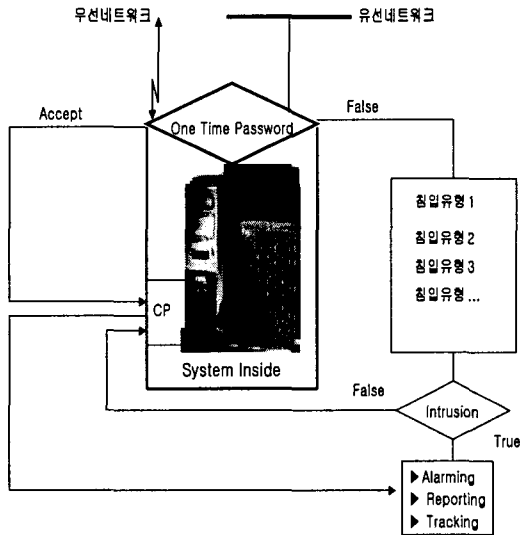 무선네트워크
유선네트워크
Accept
False
One Time Password
침입유형 1
침입유형 2
침입유형 3
침입유형 ...
CP
System Inside
False
Intrusion
True
▶ Alarming
▶ Reporting
▶ Tracking